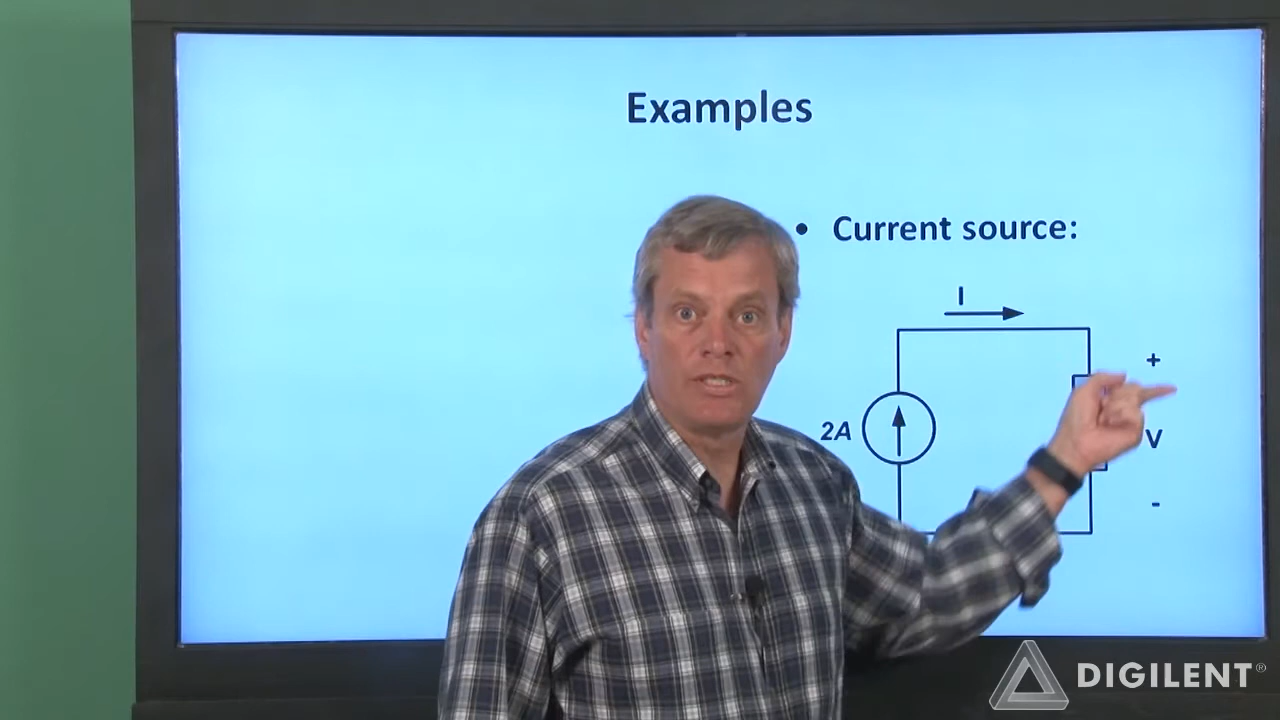 Examples
• Current source:
I
+
2A
V
-
DIGILENT®